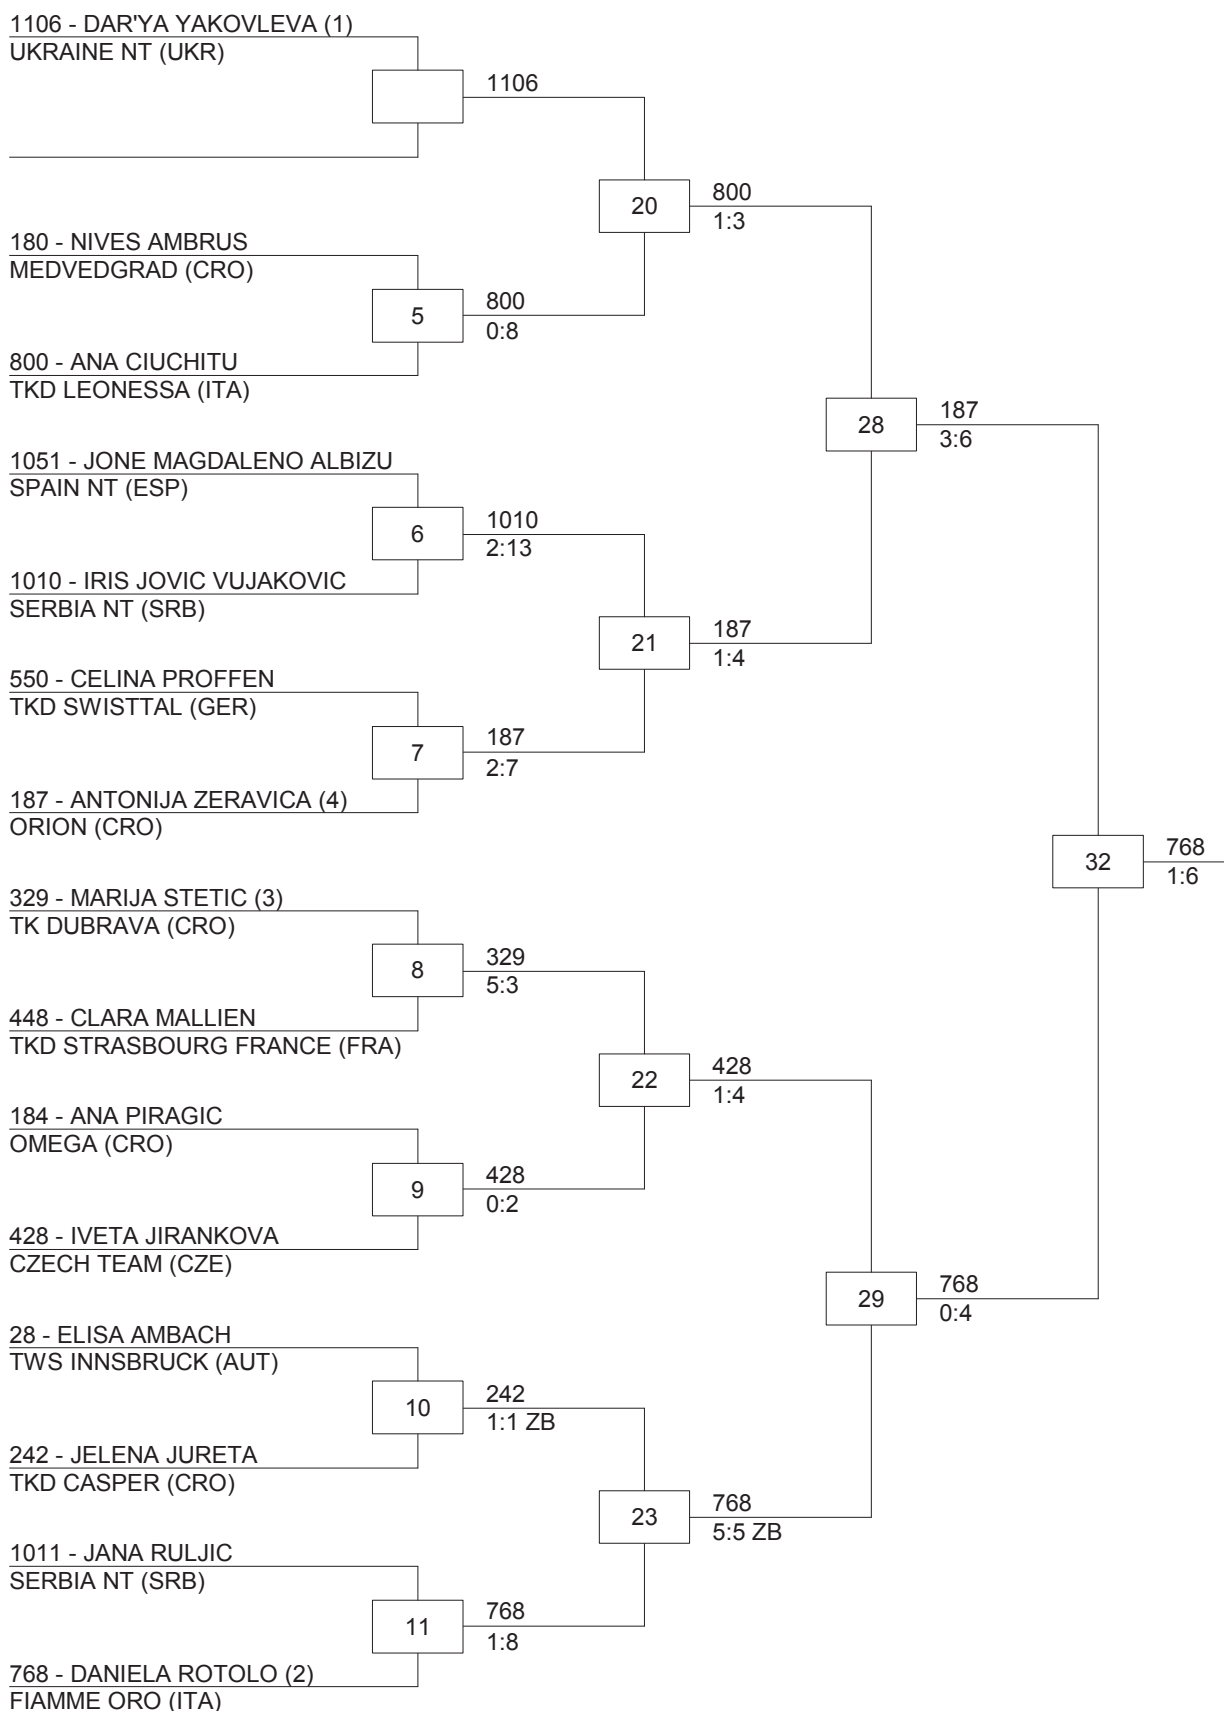 1106 - DAR'YA YAKOVLEVA (1)
UKRAINE NT (UKR)
1106
20
800
1:3
180 - NIVES AMBRUS
MEDVEDGRAD (CRO)
5
800
0:8
800 - ANA CIUCHITU
TKD LEONESSA (ITA)
28
187
3:6
1051 - JONE MAGDALENO ALBIZU
SPAIN NT (ESP)
6
1010
2:13
1010 - IRIS JOVIC VUJAKOVIC
SERBIA NT (SRB)
21
187
1:4
550 - CELINA PROFFEN
TKD SWISTTAL (GER)
7
187
2:7
187 - ANTONIJA ZERAVICA (4)
ORION (CRO)
32
768
1:6
329 - MARIJA STETIC (3)
TK DUBRAVA (CRO)
8
329
5:3
448 - CLARA MALLIEN
TKD STRASBOURG FRANCE (FRA)
22
428
1:4
184 - ANA PIRAGIC
OMEGA (CRO)
9
428
0:2
428 - IVETA JIRANKOVA
CZECH TEAM (CZE)
29
768
0:4
28 - ELISA AMBACH
TWS INNSBRUCK (AUT)
10
242
1:1 ZB
242 - JELENA JURETA
TKD CASPER (CRO)
23
768
5:5 ZB
1011 - JANA RULJIC
SERBIA NT (SRB)
11
768
1:8
768 - DANIELA ROTOLO (2)
FIAMME ORO (ITA)